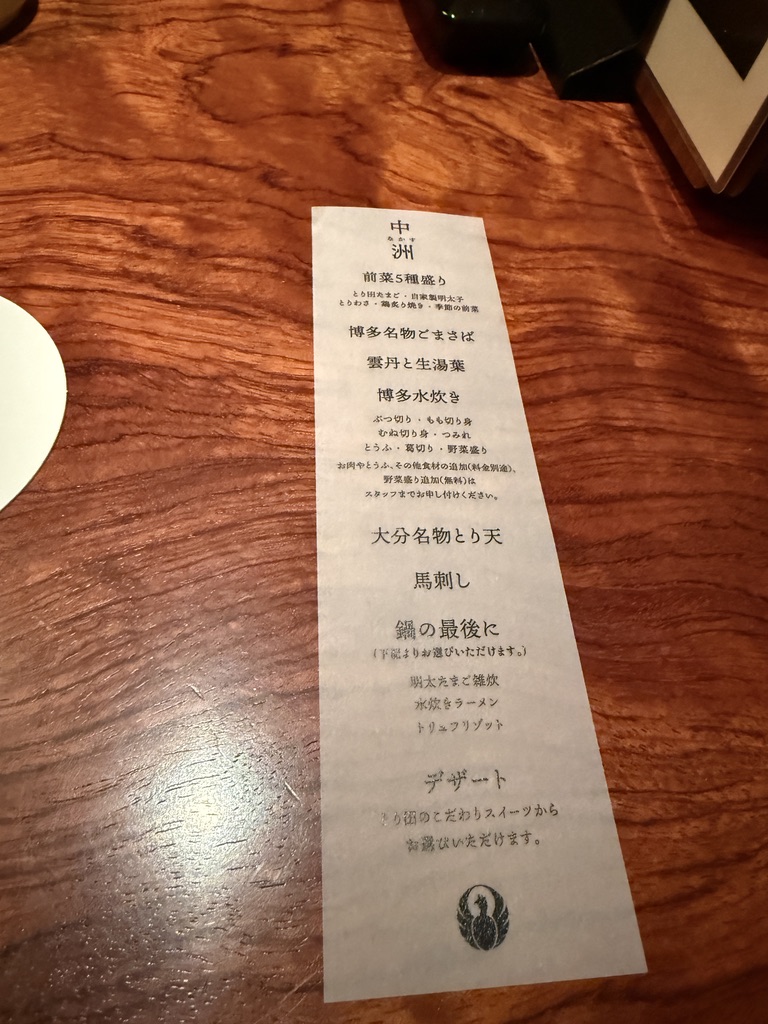 中
なかす
洲
前菜5種盛り
とり田たまご・自家製明太子
とりわさ・鶏炙り焼き・季節の前菜
博多名物ごまさば
雲丹と生湯葉
博多水炊き
ぶつ切り・もも切り身
むね切り身・つみれ
とうふ・葛切り・野菜盛り
お肉やとうふ、その他食材の追加(料金別途)、
野菜盛り追加(無料)は
スタッフまでお申し付けください。
大分名物とり天
馬刺し
鍋の最後に
(下記よりお選びいただけます。)
明太たまご雑炊
水炊きラーメン
トリュフリゾット
デザート
とり田のこだわりスイーツから
お選びいただけます。